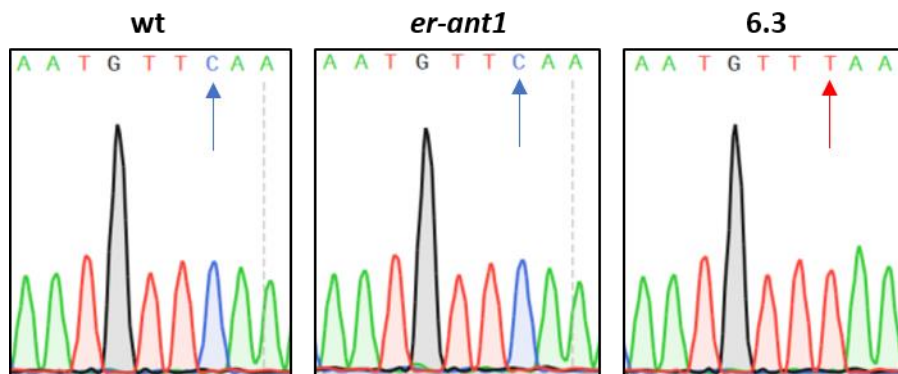 wt
er-ant1
6.3
A A T G T T C A A
A A T G T T C A A
A A T G T T T A A